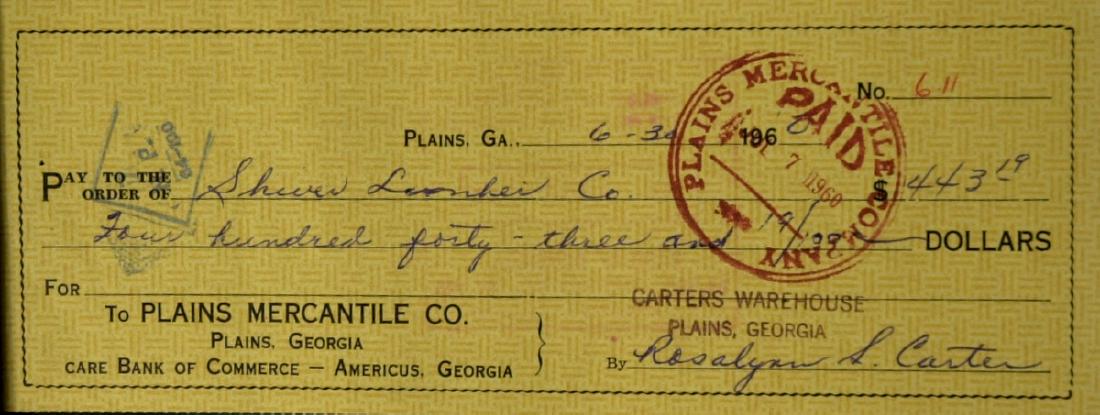 No. 611
PLAINS, GA., 6-30 1960
PAY TO THE ORDER OF Shiver Lumber Co. $443 19
Four hundred forty-three and 19/00 DOLLARS
FOR
PLAINS MERCANTILE COMPANY
PAID
7 1960
CARTERS WAREHOUSE
PLAINS, GEORGIA
TO PLAINS MERCANTILE CO.
PLAINS, GEORGIA
CARE BANK OF COMMERCE — AMERICUS, GEORGIA
By Rosalynn S. Carter